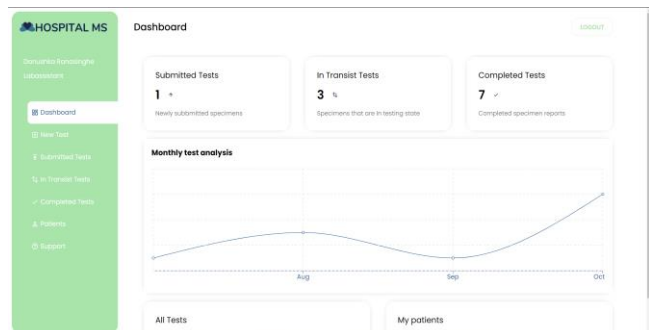 HOSPITAL MS
Dashboard
LOGOUT
Danushka Ranasinghe
Submitted Tests
1
Newly subbmitted specimens
In Transist Tests
3
Specimens that are in testing state
Completed Tests
7
Completed specimen reports
Dashboard
New Test
Submitted Tests
In Transist Tests
Completed Tests
Patients
Support
Monthly test analysis
Aug
Sep
Oct
All Tests
My patients